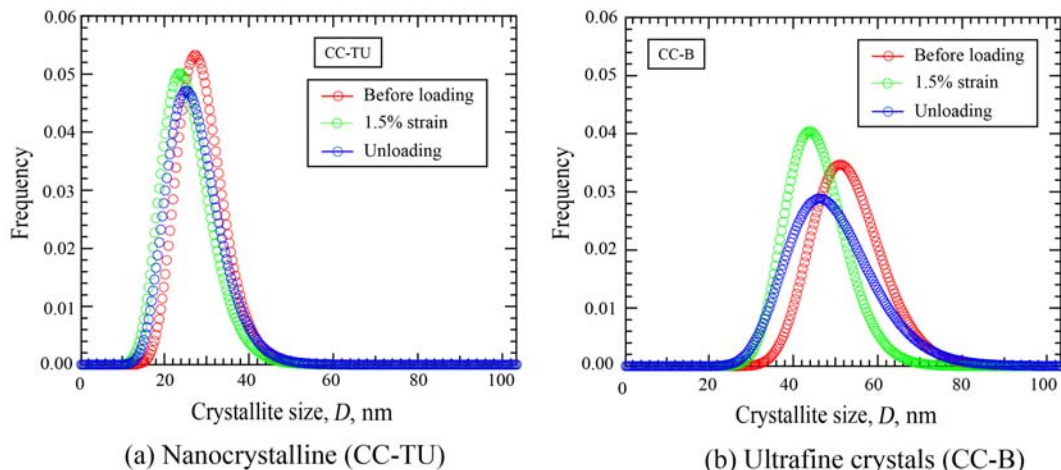 0.06
0.05
0.04
0.03
0.02
0.01
0.00
Frequency
CC-TU
Before loading
1.5% strain
Unloading
0 20 40 60 80 100
Crystallite size, D, nm
(a) Nanocrystalline (CC-TU)
0.06
0.05
0.04
0.03
0.02
0.01
0.00
Frequency
CC-B
Before loading
1.5% strain
Unloading
0 20 40 60 80 100
Crystallite size, D, nm
(b) Ultrafine crystals (CC-B)